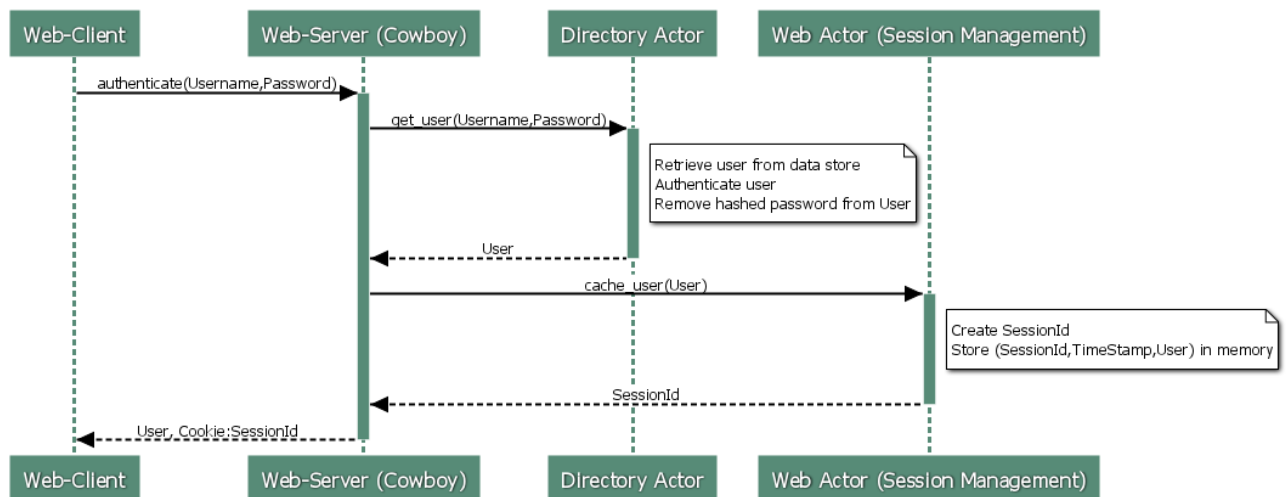 Web-Client
Web-Server (Cowboy)
Directory Actor
Web Actor (Session Management)
authenticate(Username,Password)
get_user(Username,Password)
Retrieve user from data store
Authenticate user
Remove hashed password from User
User
cache_user(User)
Create SessionId
Store (SessionId,TimeStamp,User) in memory
SessionId
User, Cookie:SessionId
Web-Client
Web-Server (Cowboy)
Directory Actor
Web Actor (Session Management)